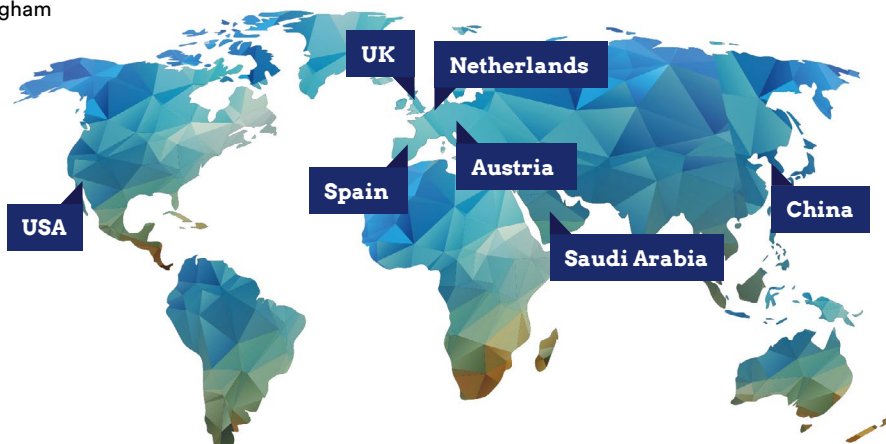 gham
UK
Netherlands
Austria
Spain
USA
China
Saudi Arabia